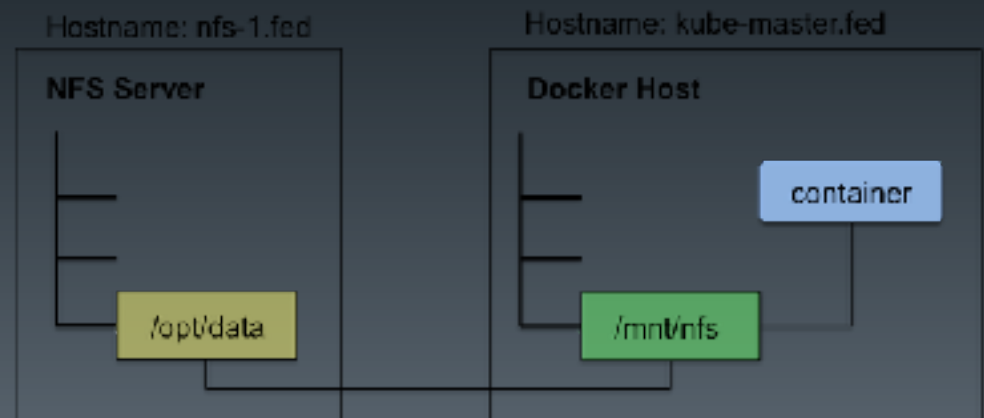 Hostname: nfs-1.fed
Hostname: kube-master.fed
NFS Server
Docker Host
container
/opt/data
/mnt/nfs